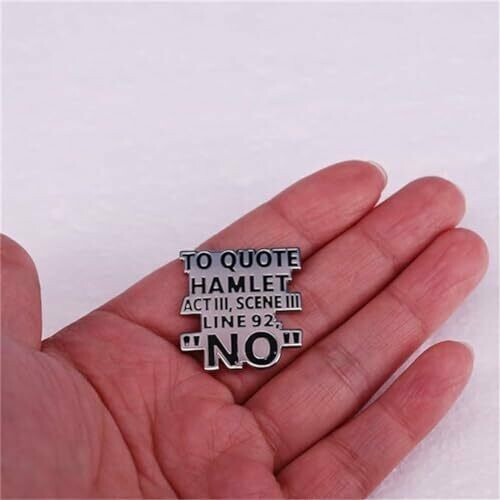 TO QUOTE
HAMLET
ACT III, SCENE III
LINE 92,
"NO"